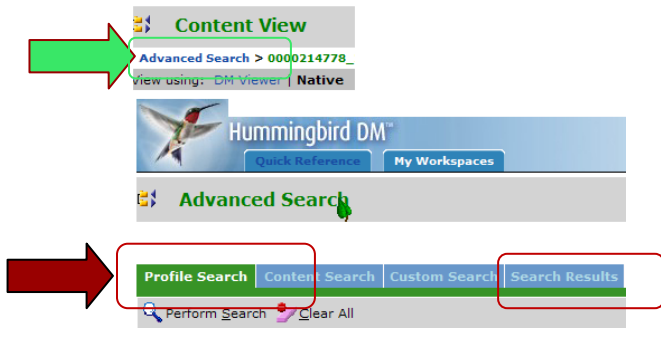 Content View
Advanced Search > 0000214778_
View using: DM Viewer | Native
Hummingbird DM™
Quick Reference My Workspaces
Advanced Search
Profile Search Content Search Custom Search Search Results
Perform Search Clear All